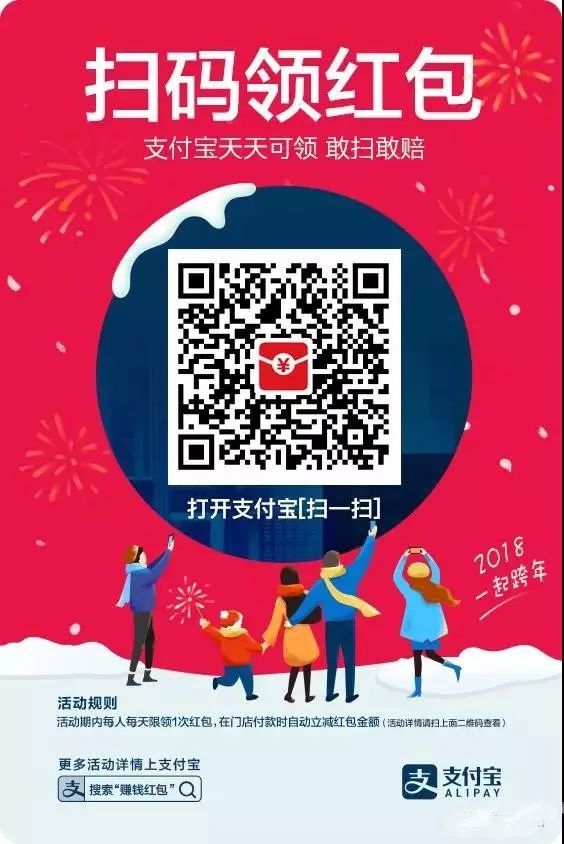 扫码领红包
支付宝天天可领 敢扫敢赔
打开支付宝[扫一扫]
2018
一起跨年
活动规则
活动期内每人每天限领1次红包,在门店付款时自动立减红包金额(活动详情请扫上面二维码查看)
更多活动详情上支付宝
支 搜索“赚钱红包”
支 支付宝
ALIPAY